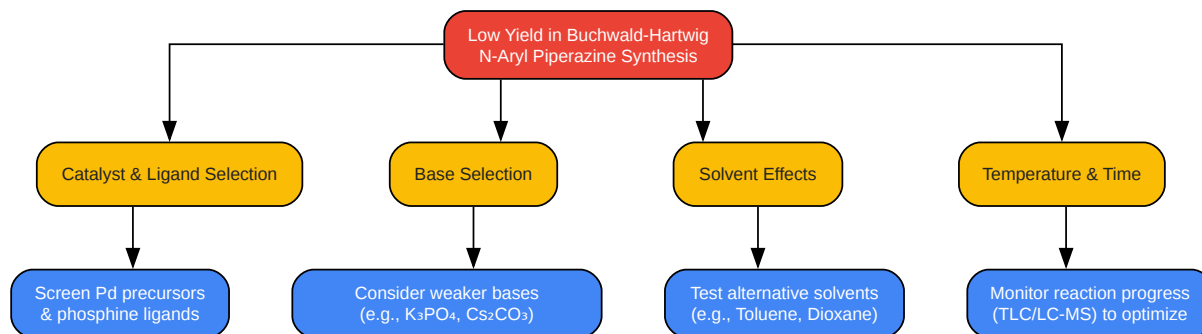 Low Yield in Buchwald-Hartwig
N-Aryl Piperazine Synthesis
Catalyst & Ligand Selection
Base Selection
Solvent Effects
Temperature & Time
Screen Pd precursors
& phosphine ligands
Consider weaker bases
(e.g., K₃PO₄, Cs₂CO₃)
Test alternative solvents
(e.g., Toluene, Dioxane)
Monitor reaction progress
(TLC/LC-MS) to optimize